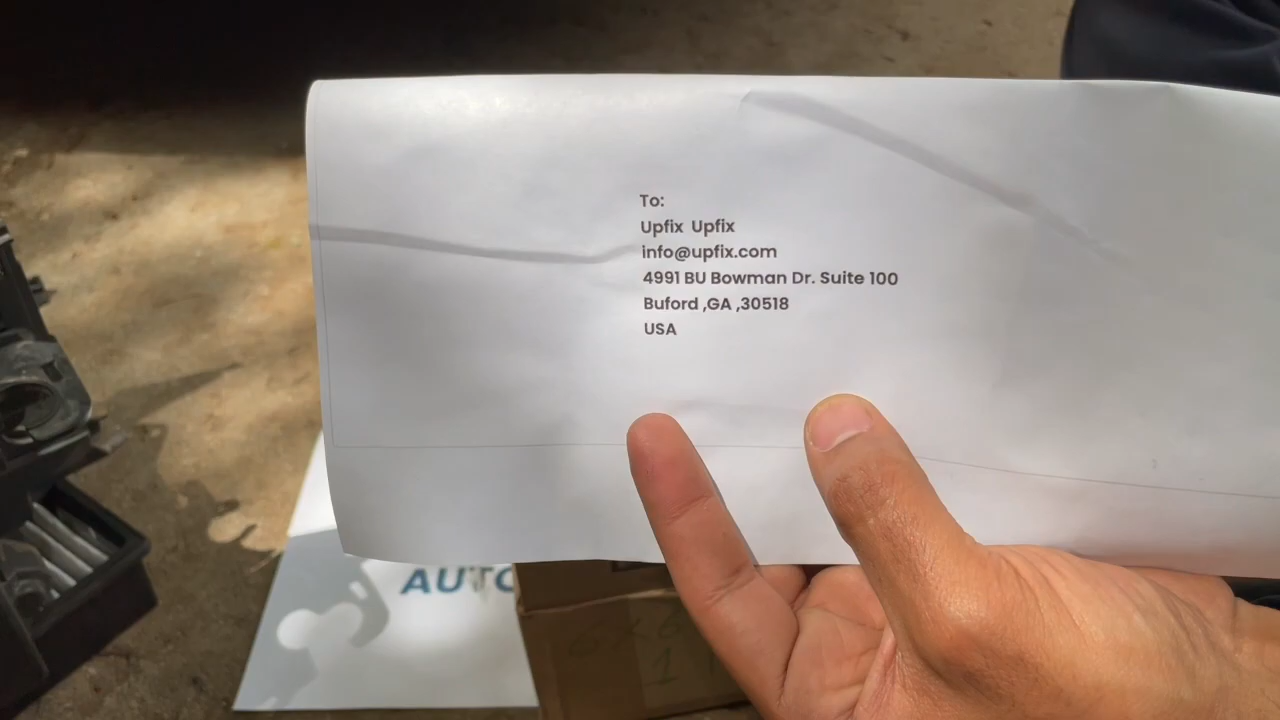 To:
Upfix Upfix
info@upfix.com
4991 BU Bowman Dr. Suite 100
Buford ,GA ,30518
USA
AUTO